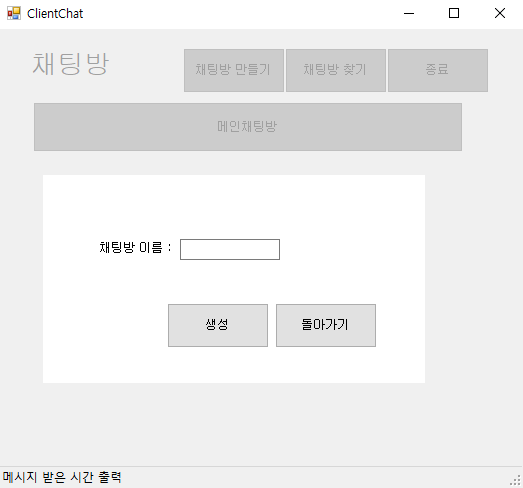 ClientChat
채팅방
채팅방 만들기 채팅방 찾기 종료
메인채팅방
채팅방 이름 :
생성 돌아가기
메시지 받은 시간 출력